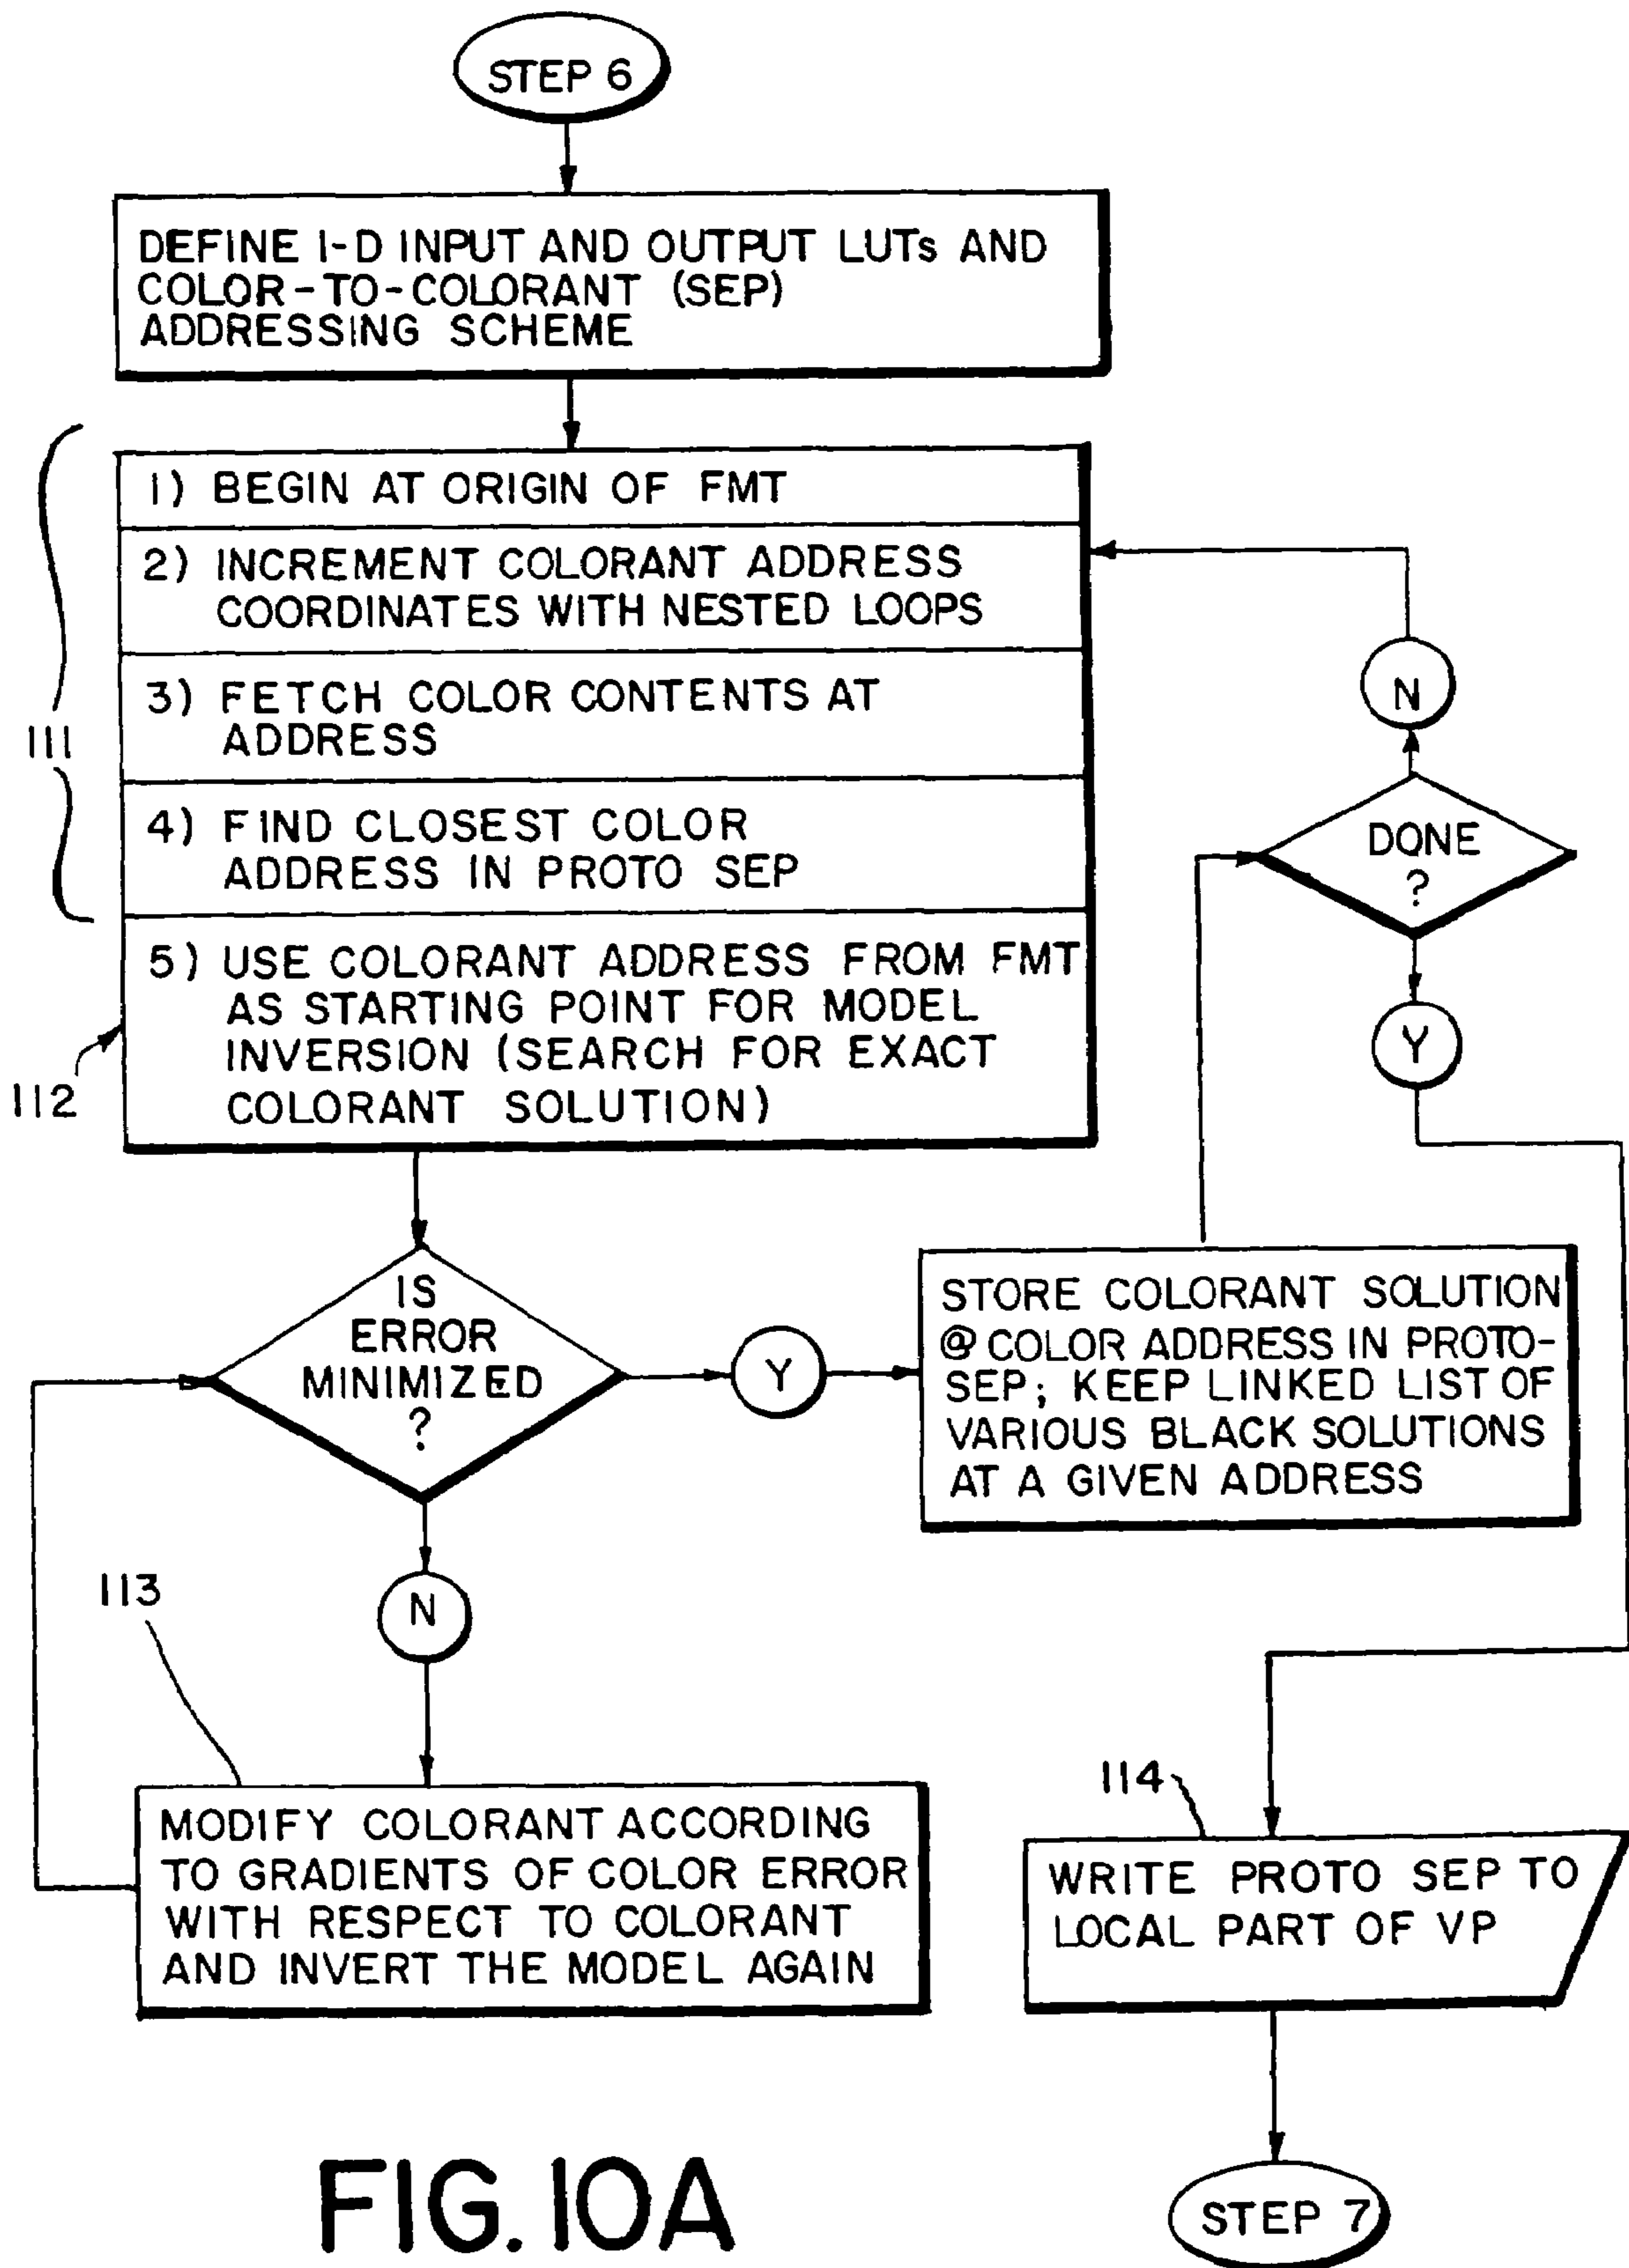 STEP 6
DEFINE 1-D INPUT AND OUTPUT LUTs AND
COLOR-TO-COLORANT (SEP)
ADDRESSING SCHEME
1) BEGIN AT ORIGIN OF FMT
2) INCREMENT COLORANT ADDRESS
COORDINATES WITH NESTED LOOPS
3) FETCH COLOR CONTENTS AT
ADDRESS
4) FIND CLOSEST COLOR
ADDRESS IN PROTO SEP
5) USE COLORANT ADDRESS FROM FMT
AS STARTING POINT FOR MODEL
INVERSION (SEARCH FOR EXACT
COLORANT SOLUTION)
111
112
IS
ERROR
MINIMIZED
?
Y
N
STORE COLORANT SOLUTION
@ COLOR ADDRESS IN PROTO-
SEP; KEEP LINKED LIST OF
VARIOUS BLACK SOLUTIONS
AT A GIVEN ADDRESS
DONE
?
N
Y
113
MODIFY COLORANT ACCORDING
TO GRADIENTS OF COLOR ERROR
WITH RESPECT TO COLORANT
AND INVERT THE MODEL AGAIN
114
WRITE PROTO SEP TO
LOCAL PART OF VP
STEP 7
FIG. 10A